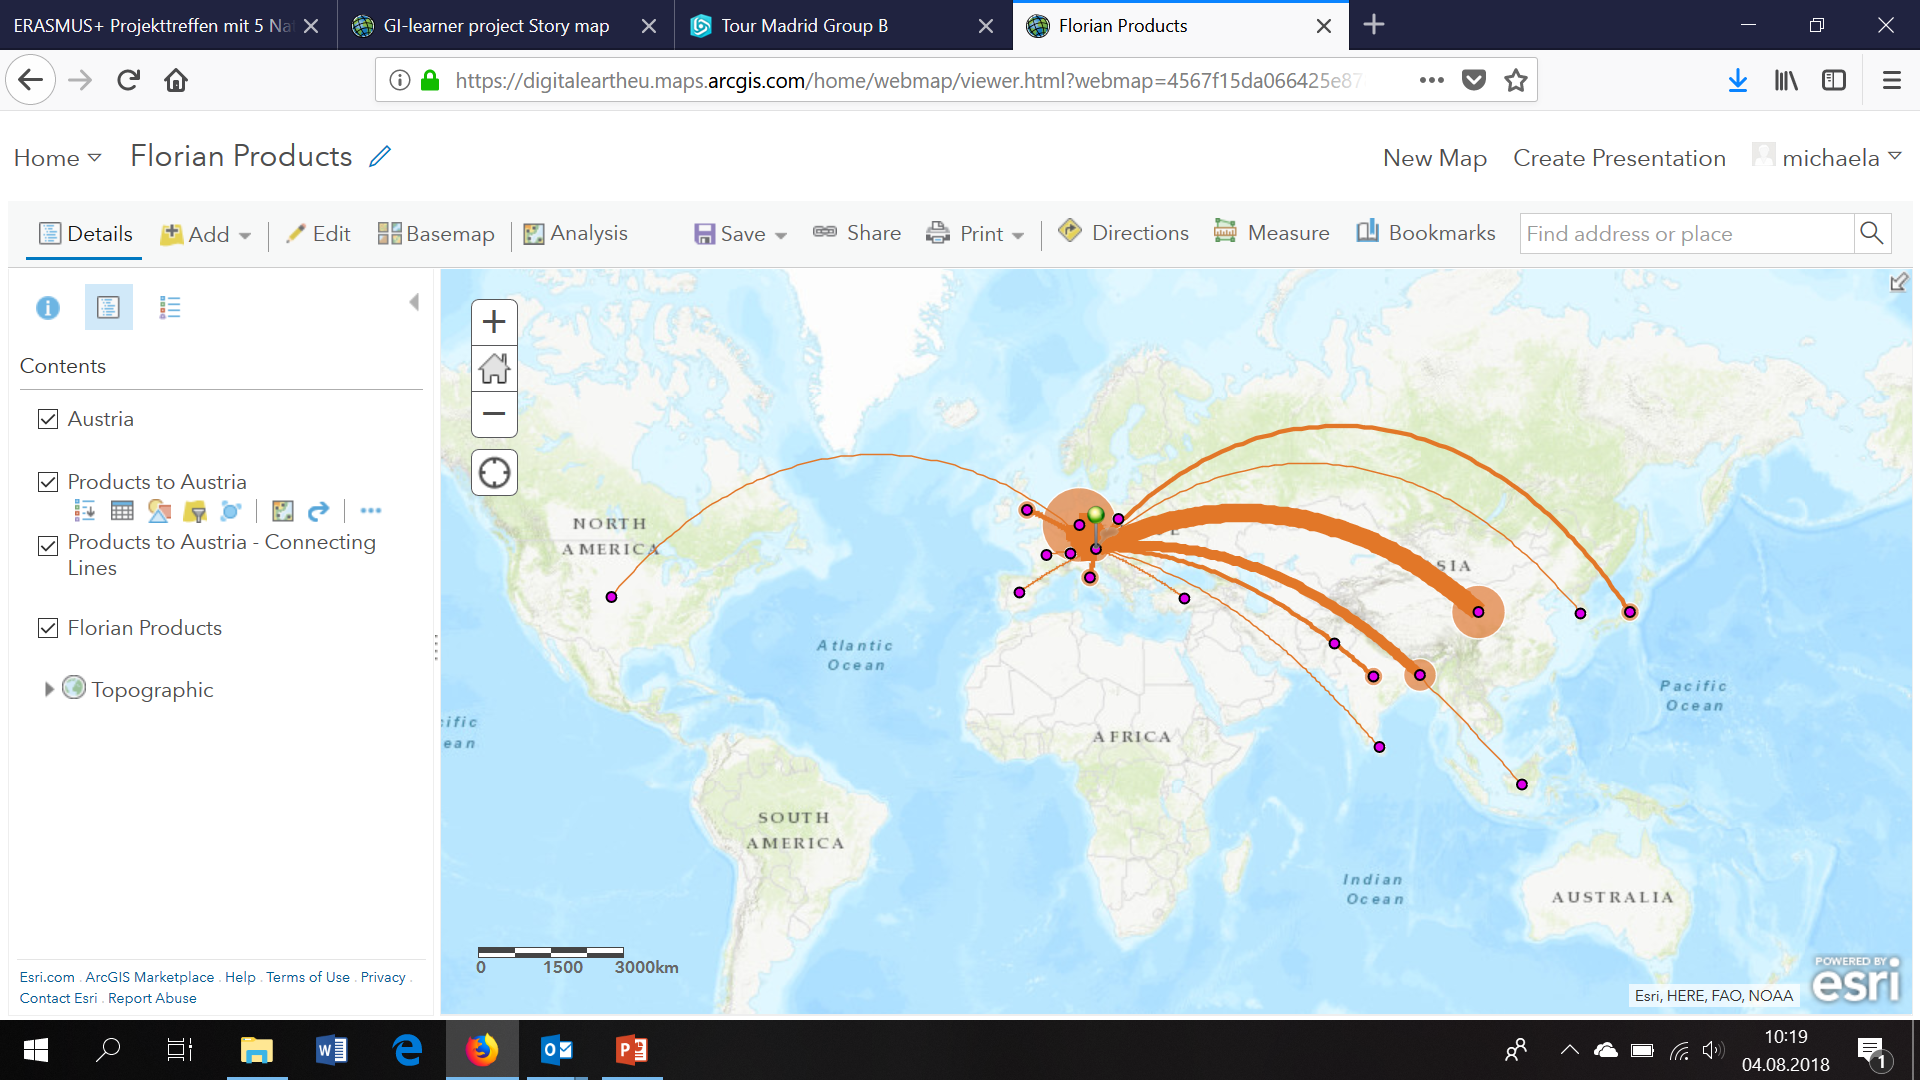 ERASMUS+ Projekttreffen mit 5 Na
GI-learner project Story map
Tour Madrid Group B
Florian Products
https://digitaleartheu.maps.arcgis.com/home/webmap/viewer.html?webmap=4567f15da066425e87
Home
Florian Products
New Map
Create Presentation
michaela
Details
Add
Edit
Basemap
Analysis
Save
Share
Print
Directions
Measure
Bookmarks
Find address or place
Contents
Austria
Products to Austria
Products to Austria - Connecting
Lines
Florian Products
Topographic
Esri.com . ArcGIS Marketplace . Help . Terms of Use . Privacy .
Contact Esri . Report Abuse
NORTH
AMERICA
SIA
Atlantic
Ocean
Pacific
Ocean
cific
ean
AFRICA
SOUTH
AMERICA
Indian
Ocean
AUSTRALIA
0 1500 3000km
POWERED BY
esri
Esri, HERE, FAO, NOAA
10:19
04.08.2018
1